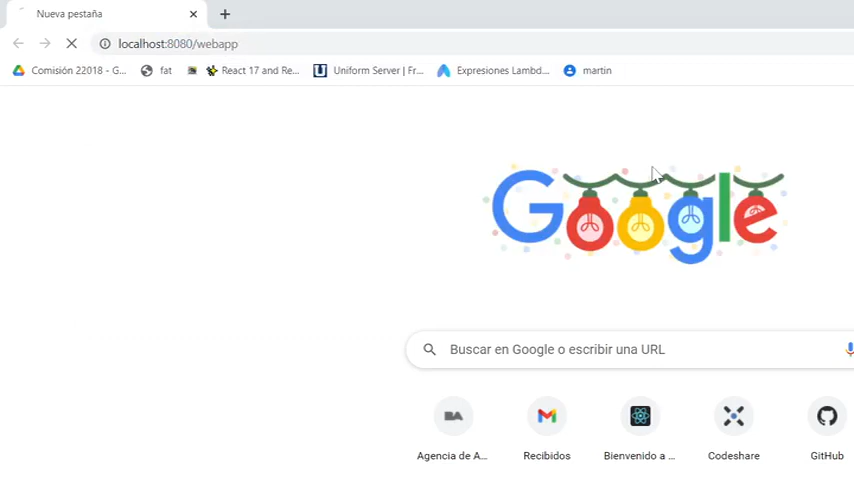 Nueva pestaña
localhost:8080/webapp
Comisión 22018 - G... fat React 17 and Re... Uniform Server | Fr... Expresiones Lambd... martin
Google
Buscar en Google o escribir una URL
BA
Agencia de A... Recibidos Bienvenido a ... Codeshare GitHub